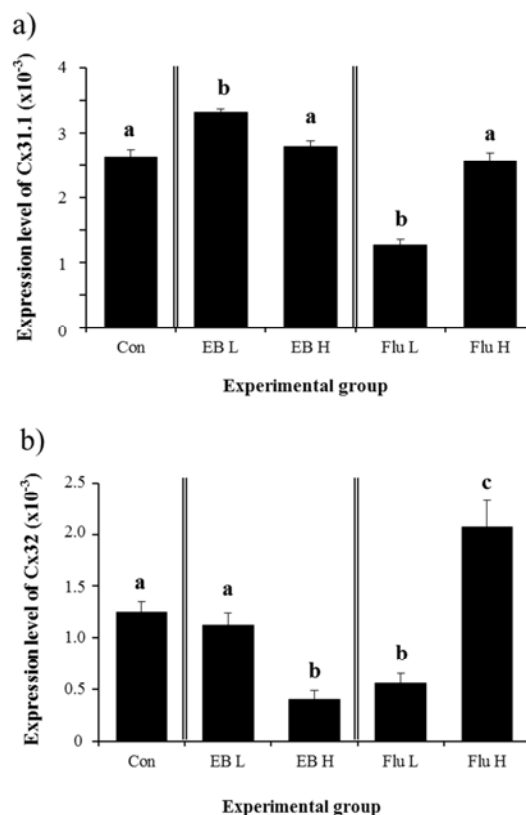 a)
Expression level of Cx31.1 (x10⁻³)
4
3
2
1
0
a
b
a
b
a
Con EB L EB H Flu L Flu H
Experimental group
b)
Expression level of Cx32 (x10⁻³)
2.5
2.0
1.5
1.0
0.5
0
a
a
b
b
c
Con EB L EB H Flu L Flu H
Experimental group